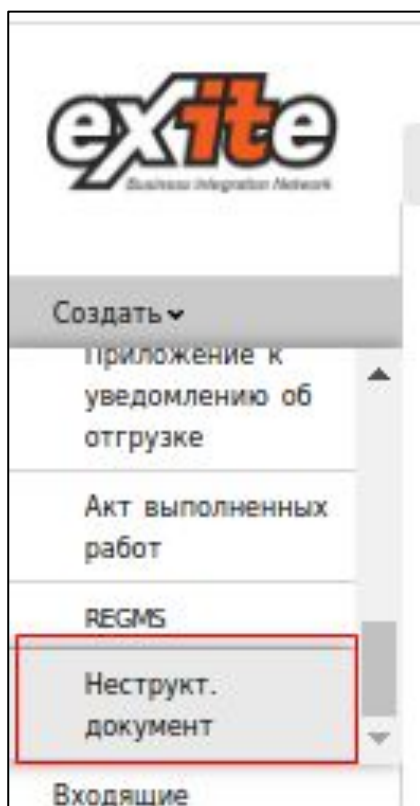 eXite
Business Integration Network
Создать
Приложение к
уведомлению об
отгрузке
Акт выполненных
работ
REGMS
Неструкт.
документ
Входящие